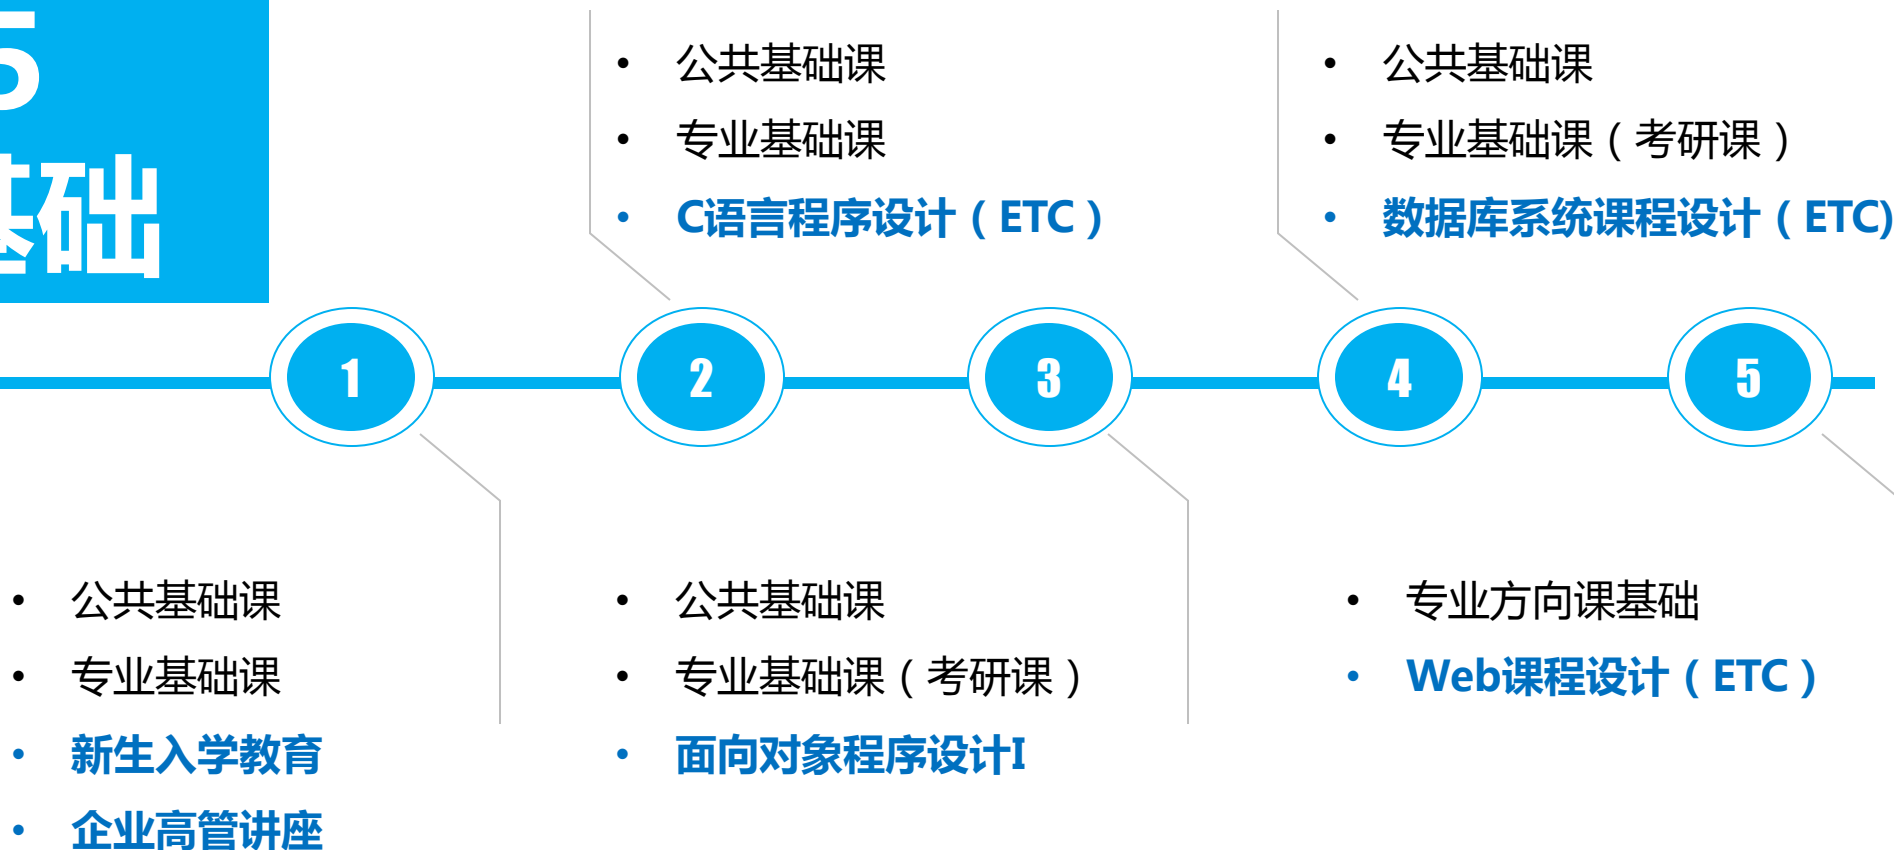 5
基础
公共基础课
专业基础课
C语言程序设计（ETC）
公共基础课
专业基础课（考研课）
数据库系统课程设计（ETC)
1
2
3
4
5
公共基础课
专业基础课
新生入学教育
企业高管讲座
公共基础课
专业基础课（考研课）
面向对象程序设计I
专业方向课基础
Web课程设计（ETC）